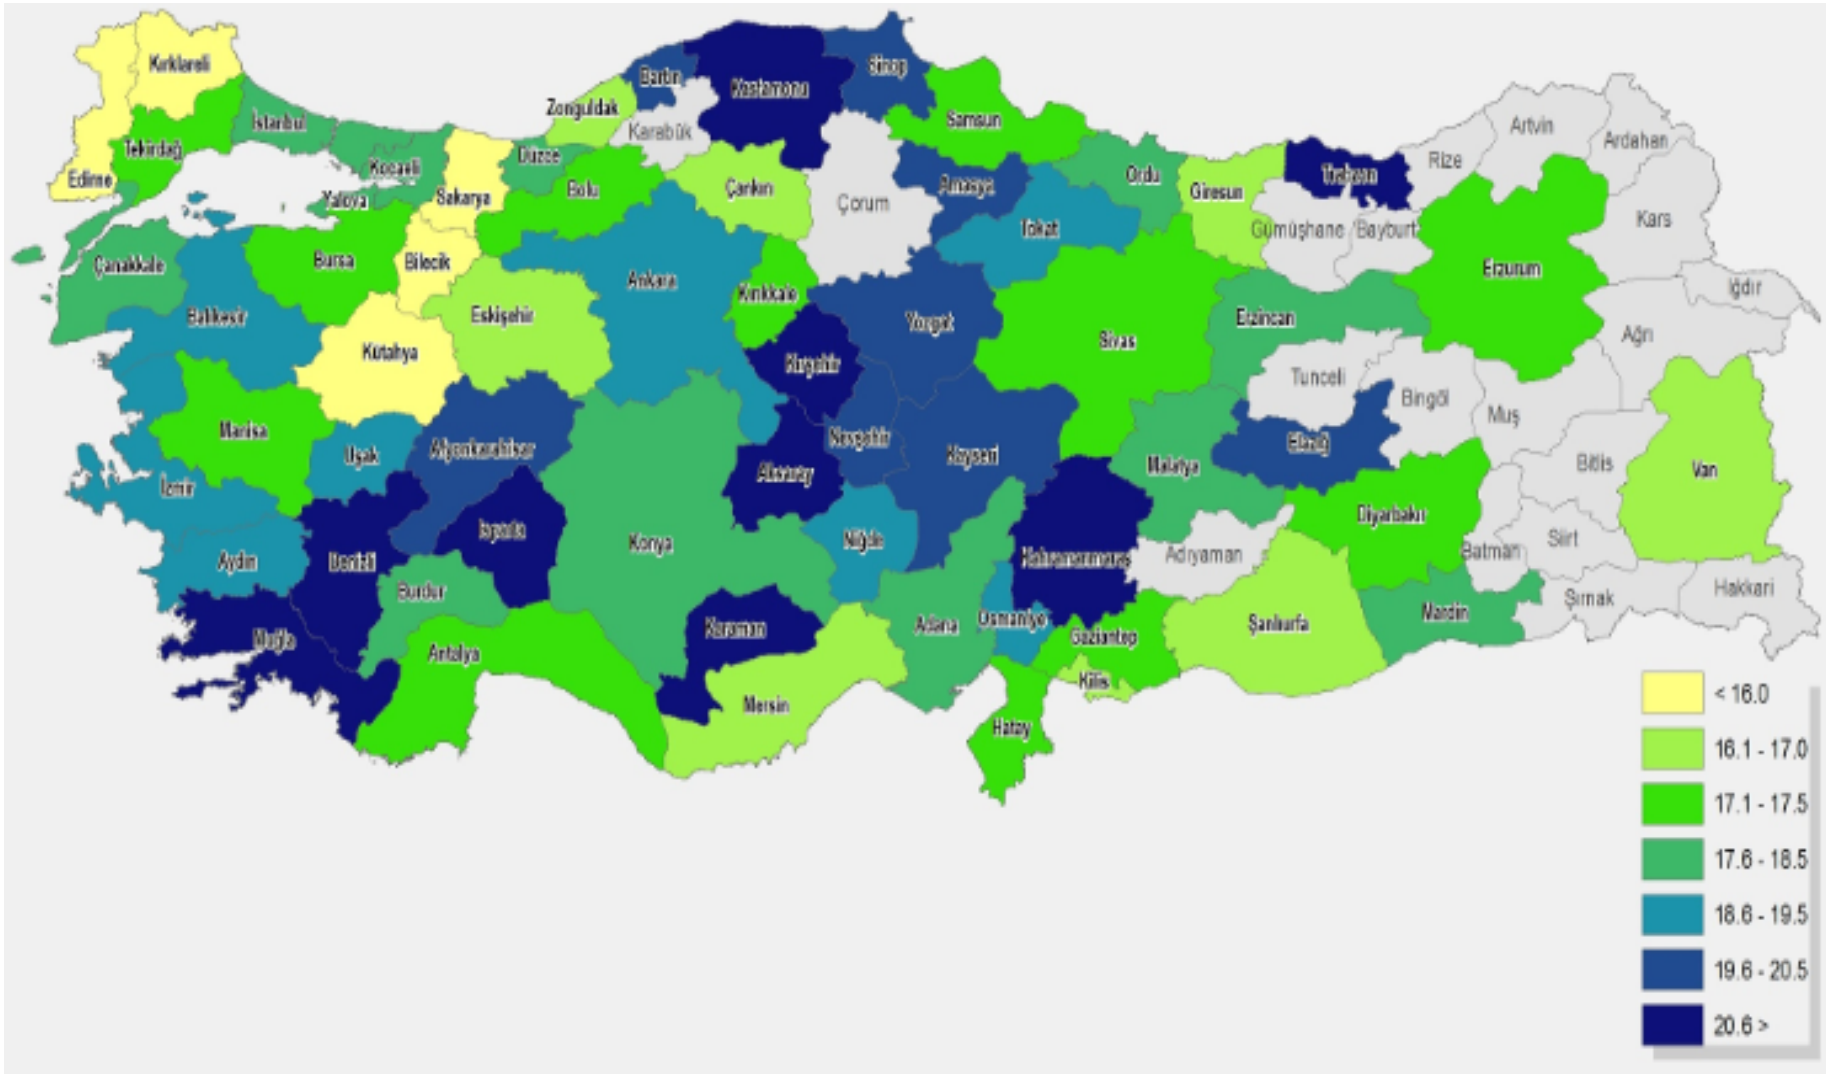 Kırklareli
Edirne
Tekirdağ
İstanbul
Kocaeli
Yalova
Sakarya
Düzce
Bolu
Zonguldak
Bartın
Karabük
Kastamonu
Sinop
Samsun
Çankırı
Çorum
Amasya
Tokat
Ordu
Giresun
Trabzon
Gümüşhane
Bayburt
Rize
Artvin
Ardahan
Kars
Iğdır
Ağrı
Erzurum
Erzincan
Sivas
Yozgat
Kırıkkale
Ankara
Eskişehir
Bilecik
Bursa
Çanakkale
Balıkesir
Kütahya
Manisa
Uşak
Afyonkarahisar
Kırşehir
Nevşehir
Aksaray
Kayseri
Malatya
Elazığ
Tunceli
Bingöl
Muş
Bitlis
Van
Hakkari
Şırnak
Siirt
Batman
Diyarbakır
Mardin
Şanlıurfa
Adıyaman
Kahramanmaraş
Gaziantep
Kilis
Hatay
Osmaniye
Adana
Niğde
Konya
Karaman
Mersin
Antalya
Isparta
Burdur
Denizli
Muğla
Aydın
İzmir
< 16.0
16.1 - 17.0
17.1 - 17.5
17.6 - 18.5
18.6 - 19.5
19.6 - 20.5
20.6 >